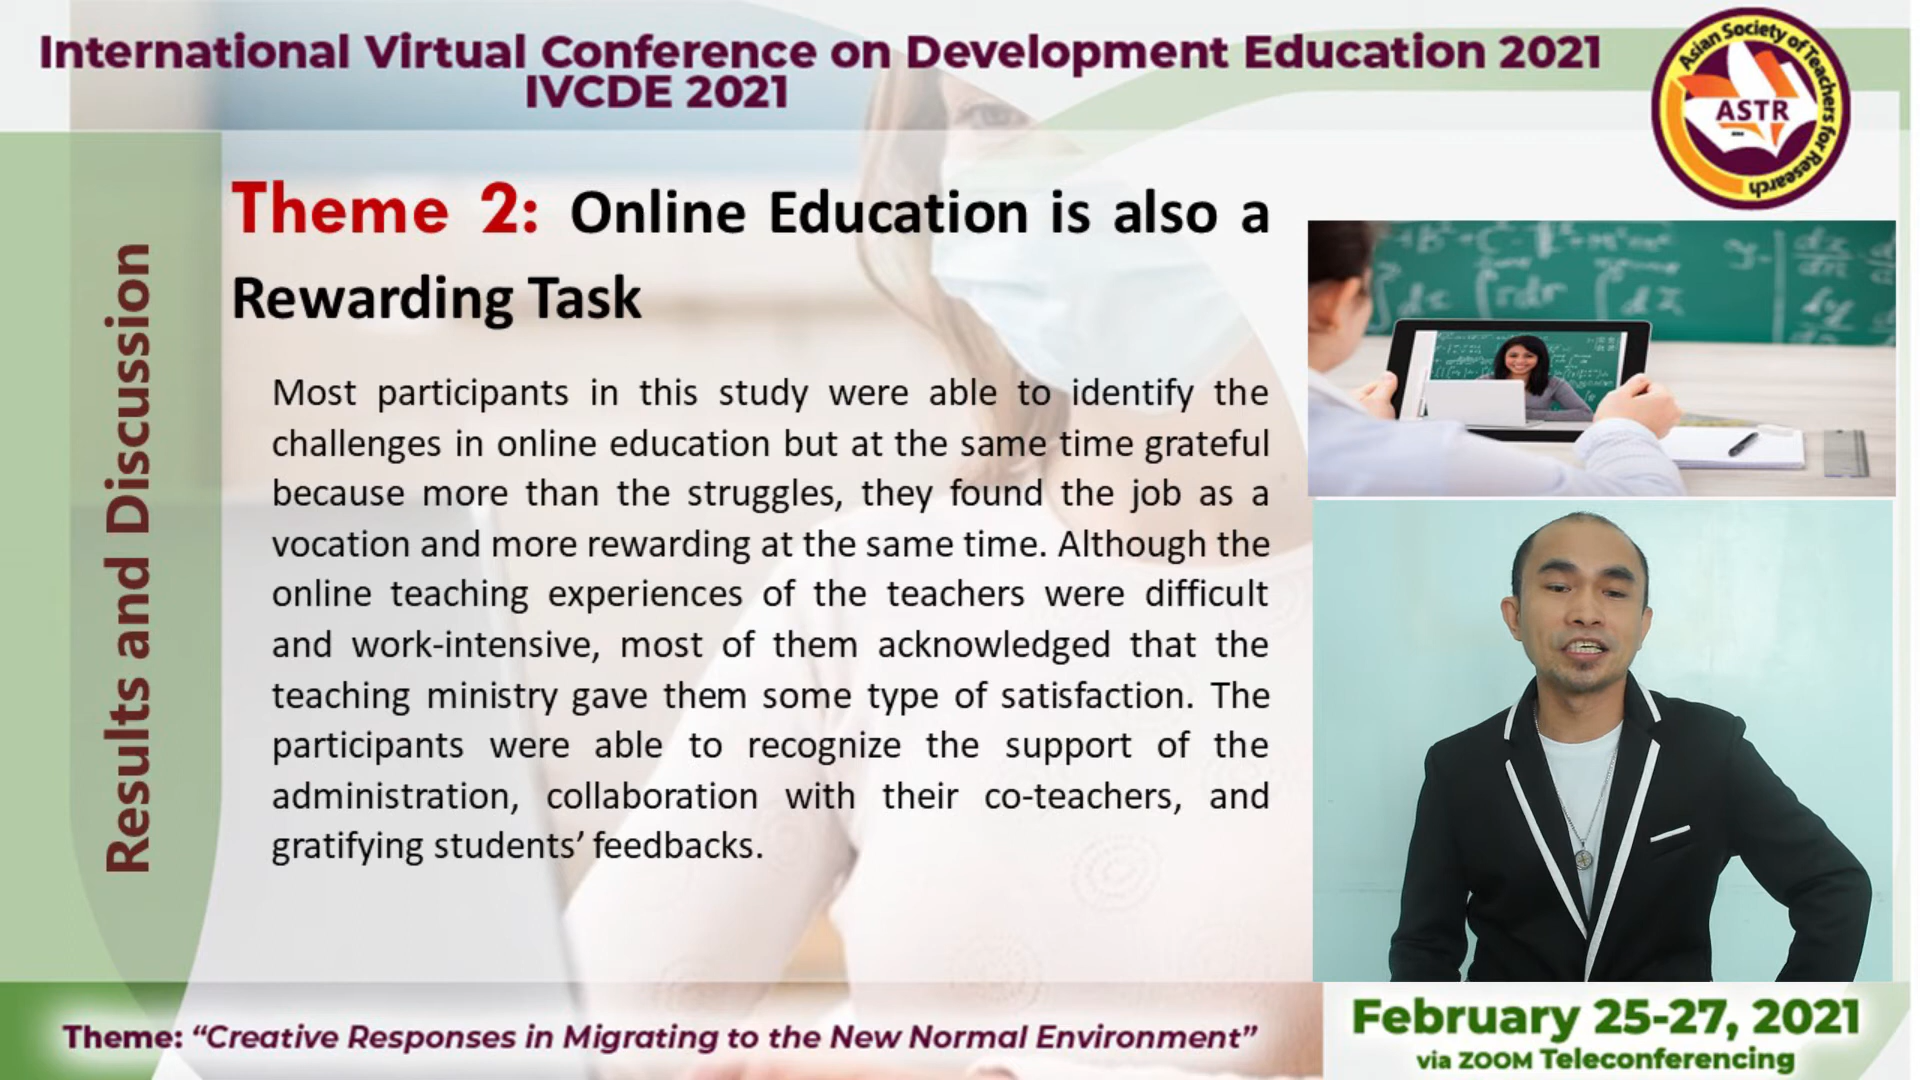 International Virtual Conference on Development Education 2021
IVCDE 2021
Asian Society of Teachers for Research
ASTR
Results and Discussion
Theme 2: Online Education is also a
Rewarding Task
Most participants in this study were able to identify the
challenges in online education but at the same time grateful
because more than the struggles, they found the job as a
vocation and more rewarding at the same time. Although the
online teaching experiences of the teachers were difficult
and work-intensive, most of them acknowledged that the
teaching ministry gave them some type of satisfaction. The
participants were able to recognize the support of the
administration, collaboration with their co-teachers, and
gratifying students’ feedbacks.
Theme: “Creative Responses in Migrating to the New Normal Environment”
February 25-27, 2021
via ZOOM Teleconferencing